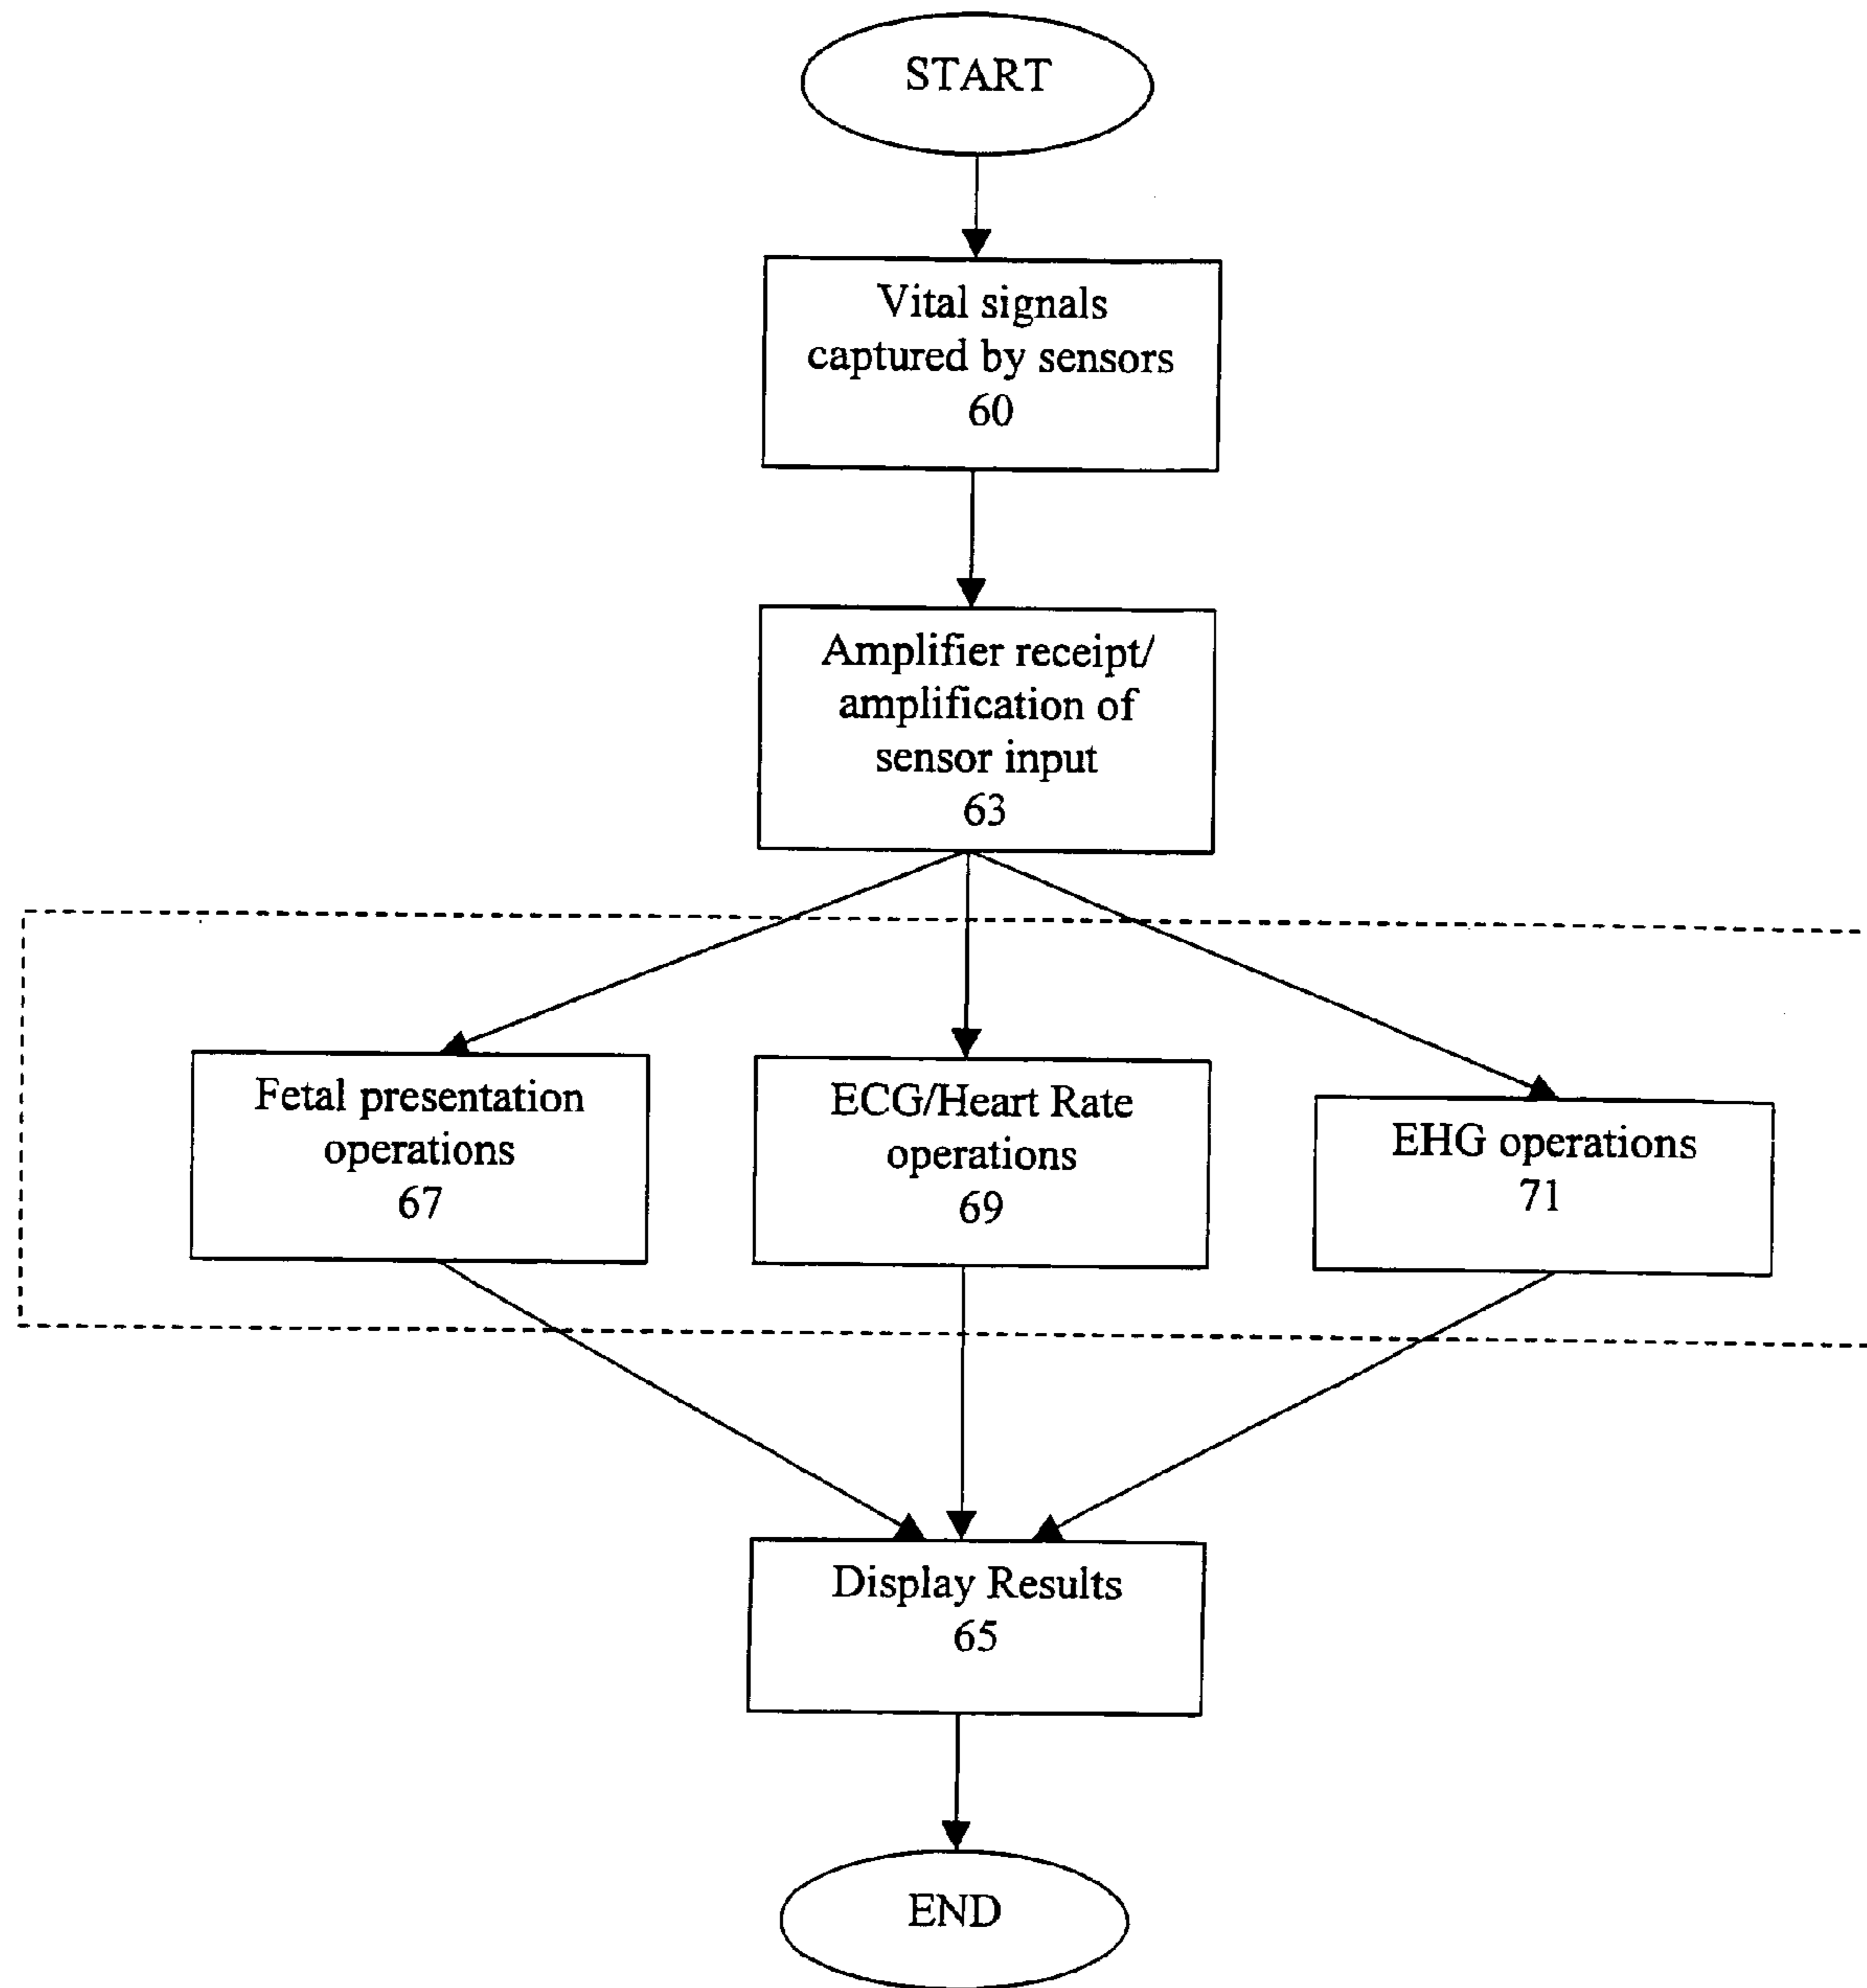 START
Vital signals
captured by sensors
60
Amplifier receipt/
amplification of
sensor input
63
Fetal presentation
operations
67
ECG/Heart Rate
operations
69
EHG operations
71
Display Results
65
END